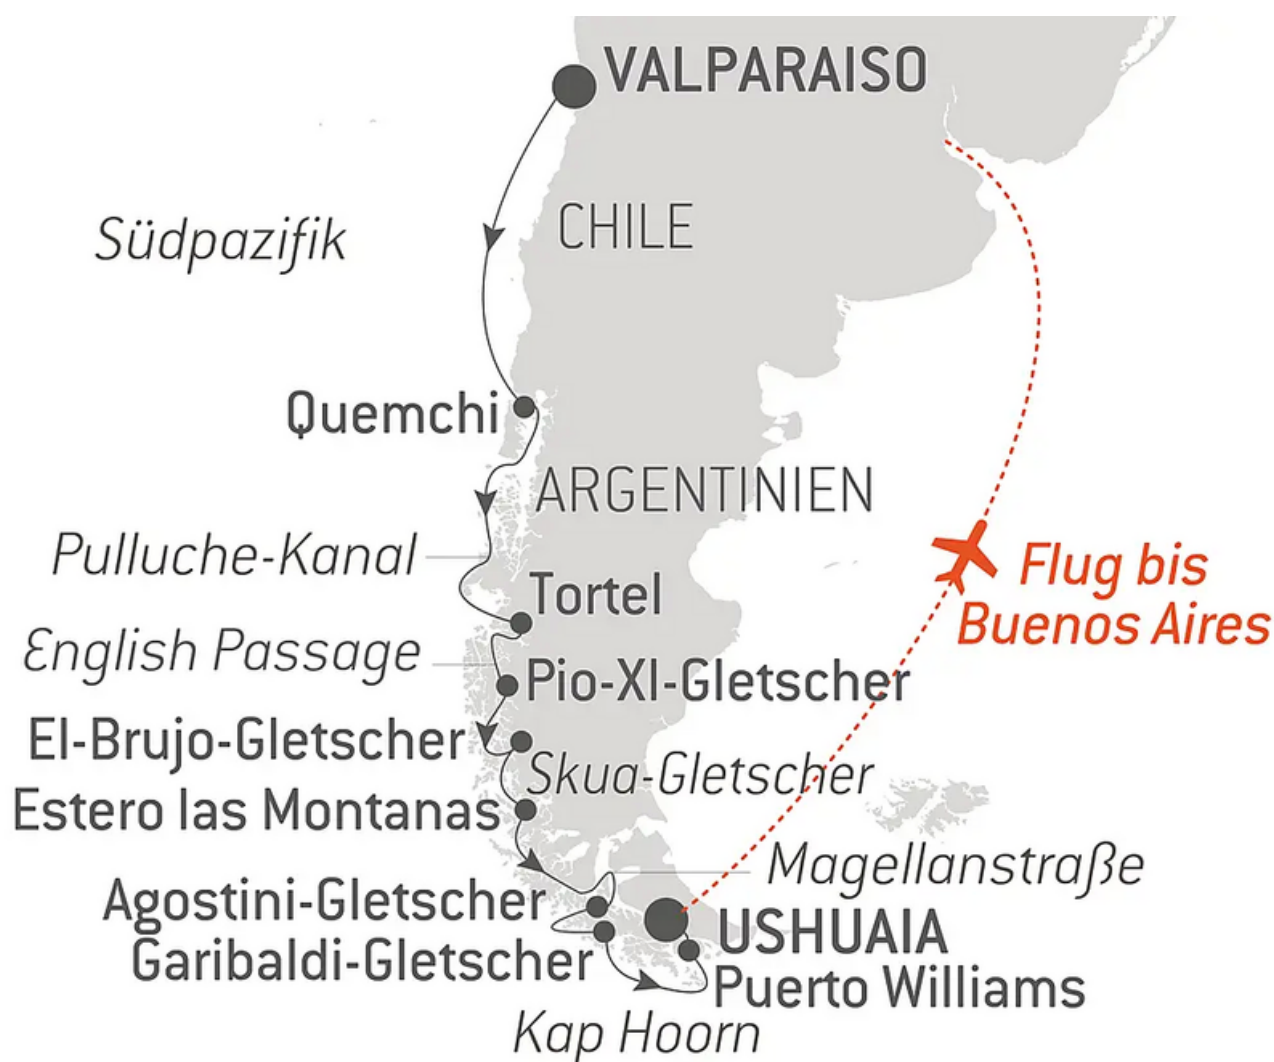 VALPARAISO
CHILE
Südpazifik
Quemchi
ARGENTINIEN
Pulluche-Kanal
Flug bis
Buenos Aires
Tortel
English Passage
Pio-XI-Gletscher
El-Brujo-Gletscher
Skua-Gletscher
Estero las Montanas
Magellanstraße
Agostini-Gletscher
USHUAIA
Garibaldi-Gletscher
Puerto Williams
Kap Hoorn